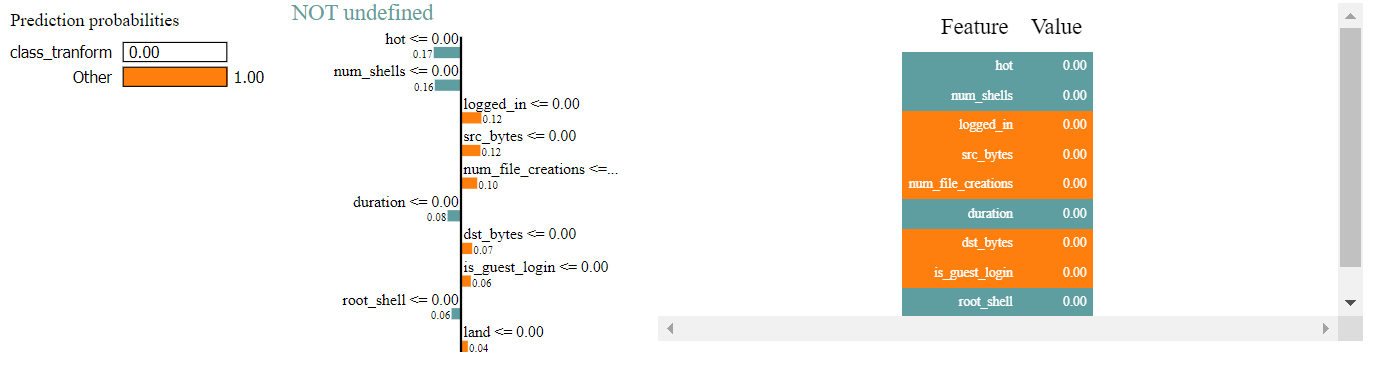 Prediction probabilities
class_tranform 0.00
Other 1.00
NOT undefined
hot <= 0.00
0.17
num_shells <= 0.00
0.16
logged_in <= 0.00
0.12
src_bytes <= 0.00
0.12
num_file_creations <=...
0.10
duration <= 0.00
0.08
dst_bytes <= 0.00
0.07
is_guest_login <= 0.00
0.06
root_shell <= 0.00
0.06
land <= 0.00
0.04
Feature Value
hot 0.00
num_shells 0.00
logged_in 0.00
src_bytes 0.00
num_file_creations 0.00
duration 0.00
dst_bytes 0.00
is_guest_login 0.00
root_shell 0.00